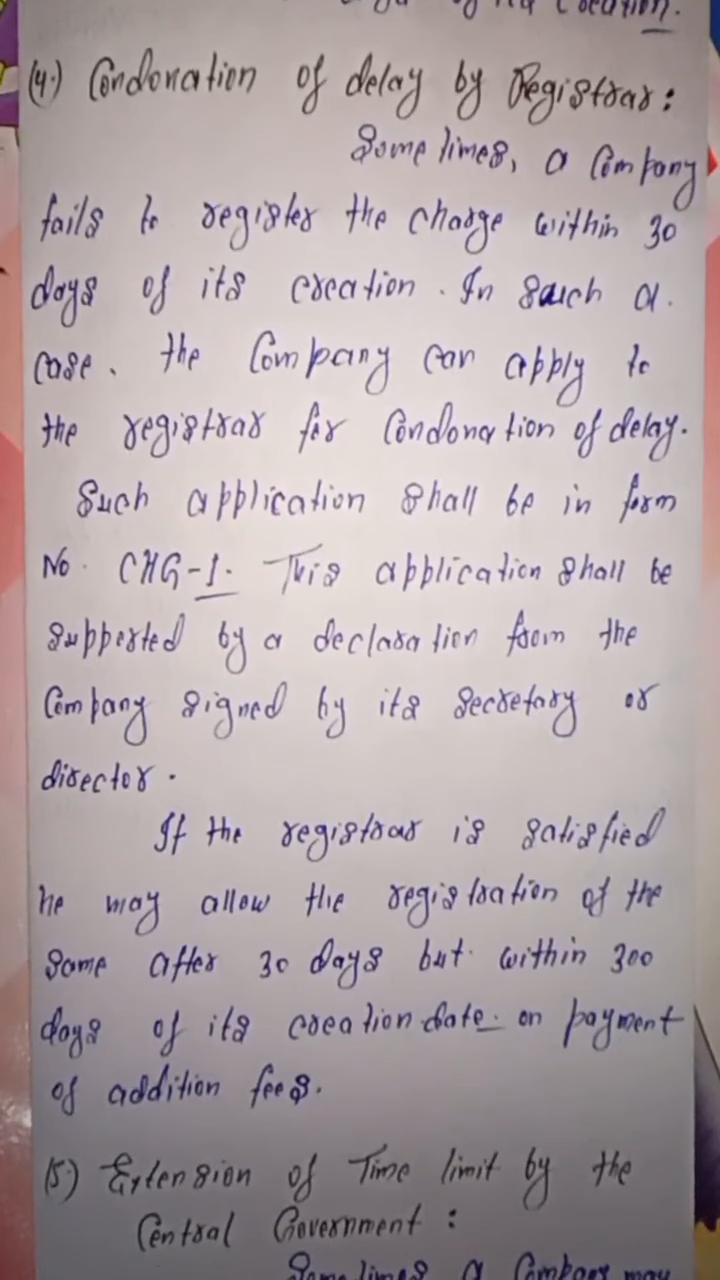 Location.
(4.) Condonation of delay by Registrar:
Some times, a Company
fails to register the charge within 30
days of its creation. In such a.
case, the Company can apply to
the registrar for Condonation of delay.
Such application shall be in form
No. CHG-1. This application shall be
supported by a declaration from the
Company signed by its Secretary or
director.
If the registrar is satisfied
he may allow the registration of the
same after 30 days but within 300
days of its creation date. on payment
of addition fees.
(5) Extension of Time limit by the
Central Government:
Some times a Company may